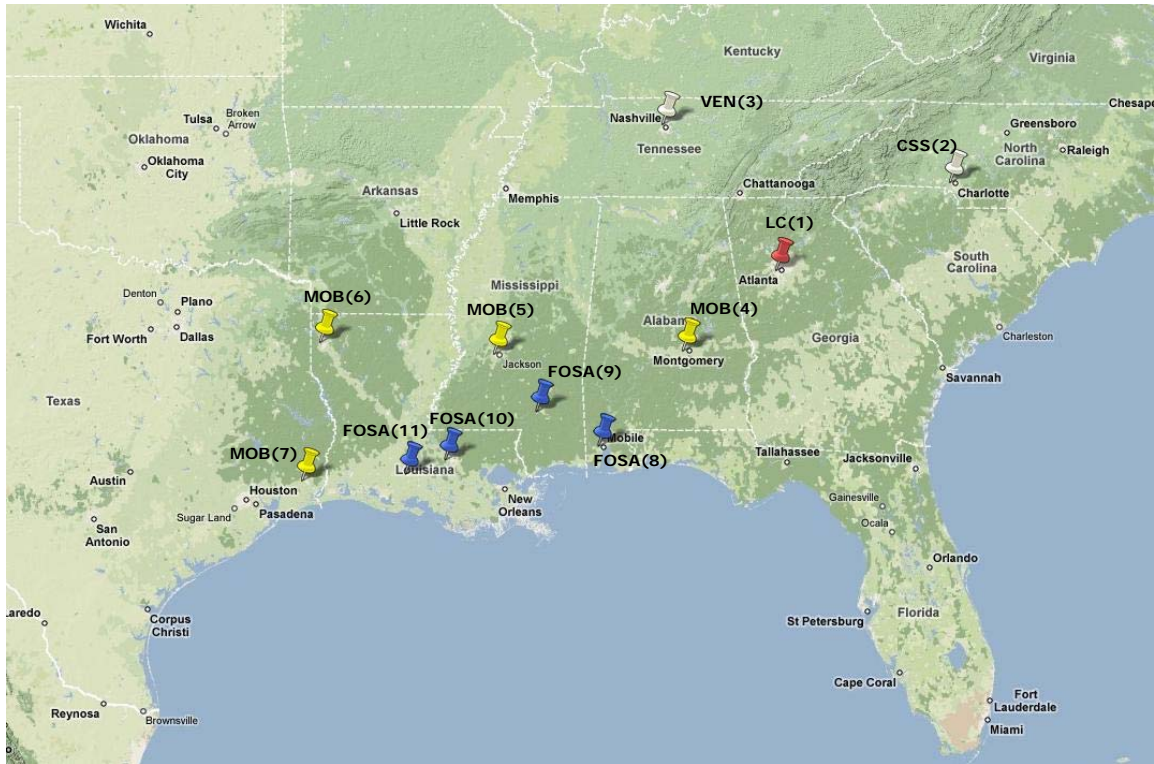 Wichita
Kentucky
Virginia
VEN(3)
Chesape
Nashville
Tulsa
Broken
Arrow
Oklahoma
Tennessee
Greensboro
CSS(2)
North
Carolina
Raleigh
Oklahoma
City
Chattanooga
Charlotte
Arkansas
Memphis
Little Rock
LC(1)
Atlanta
South
Carolina
Mississippi
Denton
Plano
MOB(6)
MOB(5)
MOB(4)
Alabam
Fort Worth
Dallas
Georgia
Charleston
Jackson
Montgomery
FOSA(9)
Savannah
Texas
FOSA(10)
FOSA(11)
Mobile
MOB(7)
Louisiana
FOSA(8)
Tallahassee
Jacksonville
Austin
Houston
Pasadena
Sugar Land
New
Orleans
Gainesville
San
Antonio
Ocala
Orlando
Laredo
Corpus
Christi
St Petersburg
Florida
Cape Coral
Fort
Lauderdale
Reynosa
Brownsville
Miami